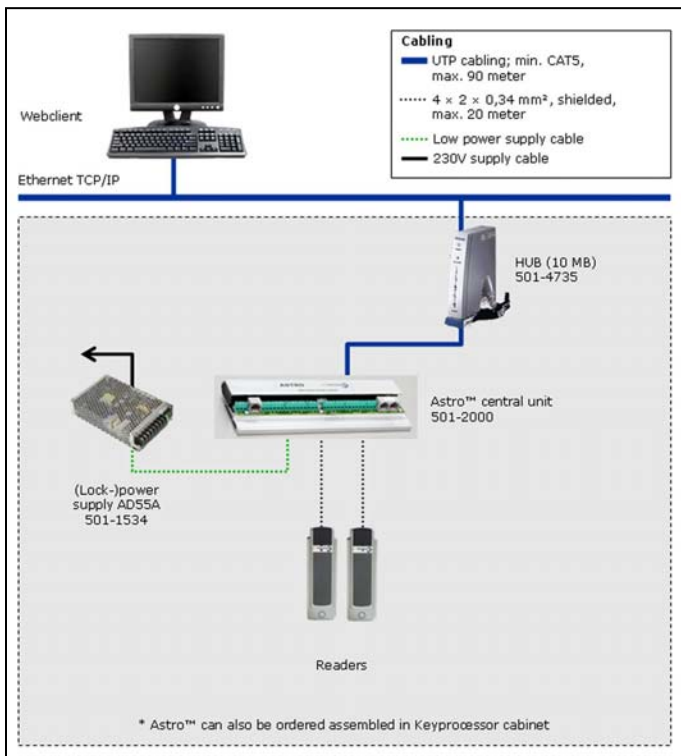 Cabling
UTP cabling; min. CAT5,
max. 90 meter
4 × 2 × 0,34 mm², shielded,
max. 20 meter
Low power supply cable
230V supply cable
Webclient
Ethernet TCP/IP
HUB (10 MB)
501-4735
ASTRO
Astro™ central unit
501-2000
(Lock-)power
supply AD55A
501-1534
Readers
* Astro™ can also be ordered assembled in Keyprocessor cabinet